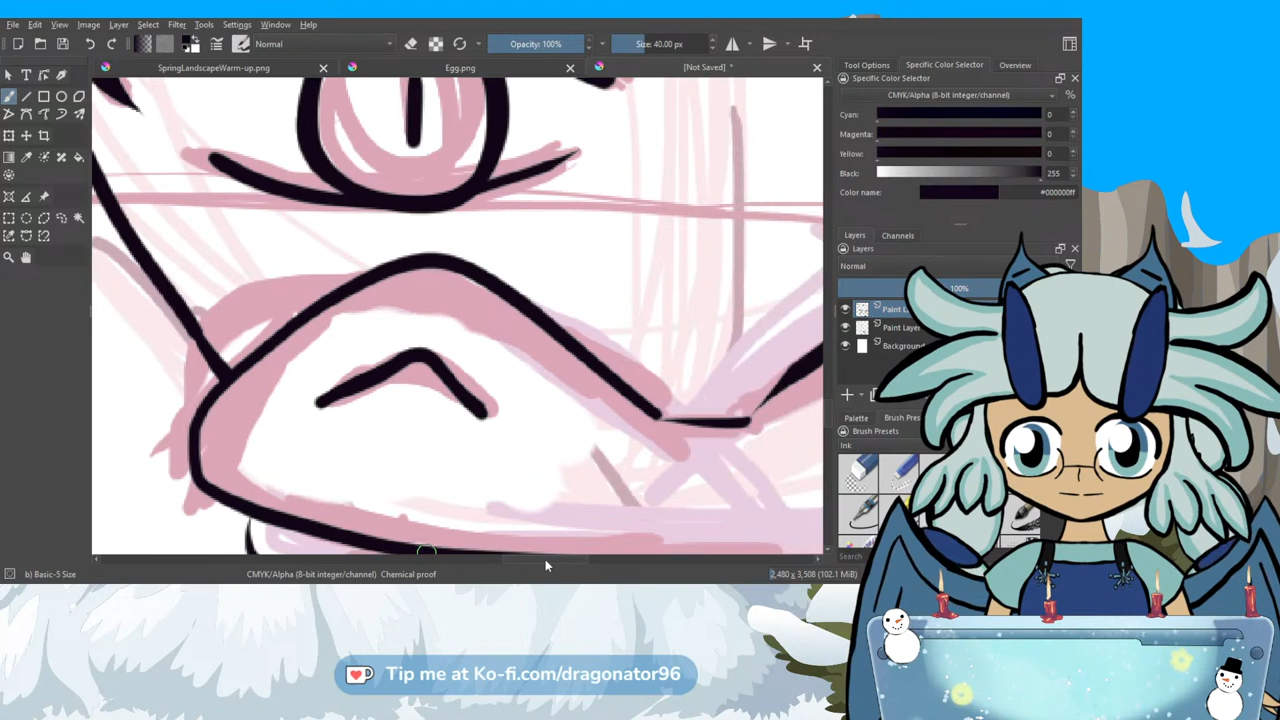 File Edit View Image Layer Select Filter Tools Settings Window Help
Normal Opacity: 100% Size: 40.00 px
SpringLandscapeWarm-up.png Egg.png [Not Saved] *
Tool Options Specific Color Selector Overview
Specific Color Selector
CMYK/Alpha (8-bit integer/channel) %
Cyan: 0
Magenta: 0
Yellow: 0
Black: 255
Color name: #000000ff
Layers Channels
Layers
Normal
100%
Paint L
Paint Laye
Background
Palette Brush Pres
Brush Presets
Ink
Search
b) Basic-5 Size CMYK/Alpha (8-bit integer/channel) Chemical proof 2,480 x 3,508 (102.1 MiB)
Tip me at Ko-fi.com/dragonator96